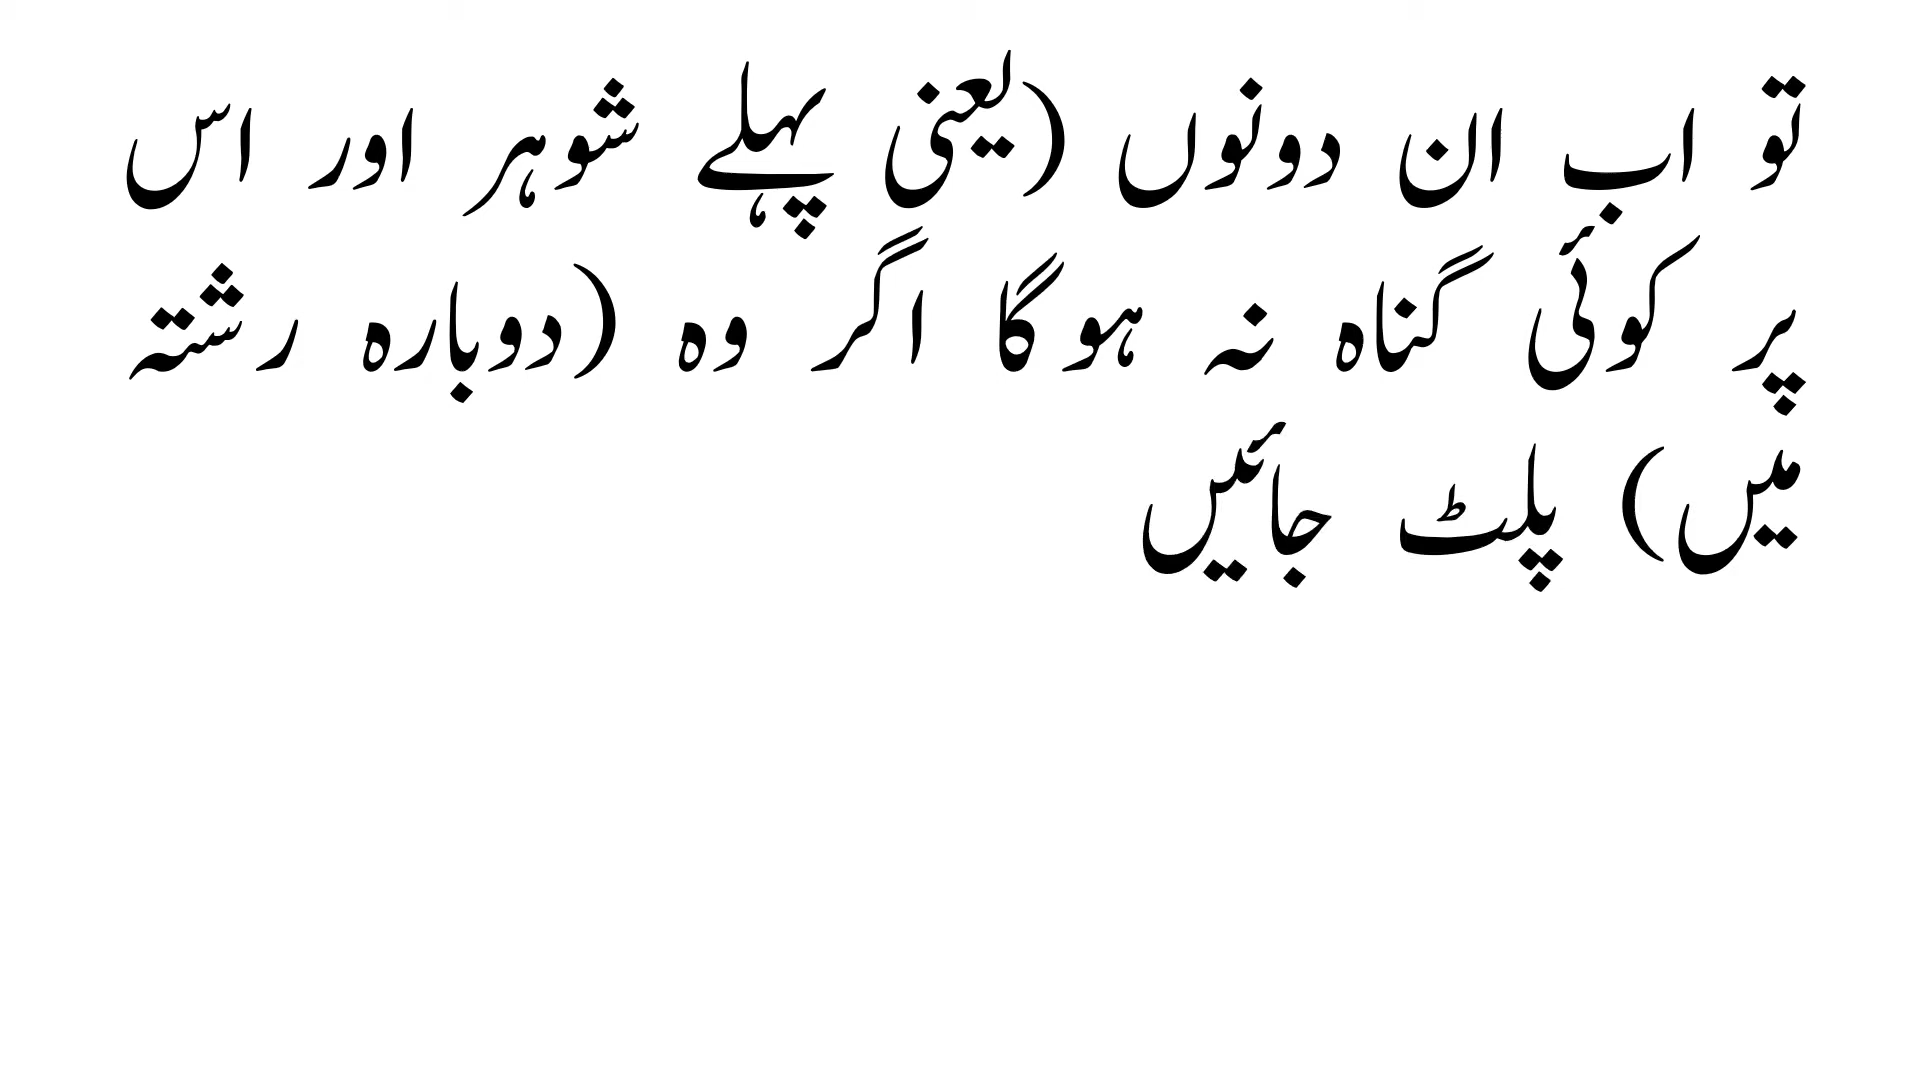 تو اب ان دونوں (یعنی پہلے شوہر اور اس
پر کوئی گناہ نہ ہوگا اگر وہ (دوبارہ رشتہ
میں) پلٹ جائیں